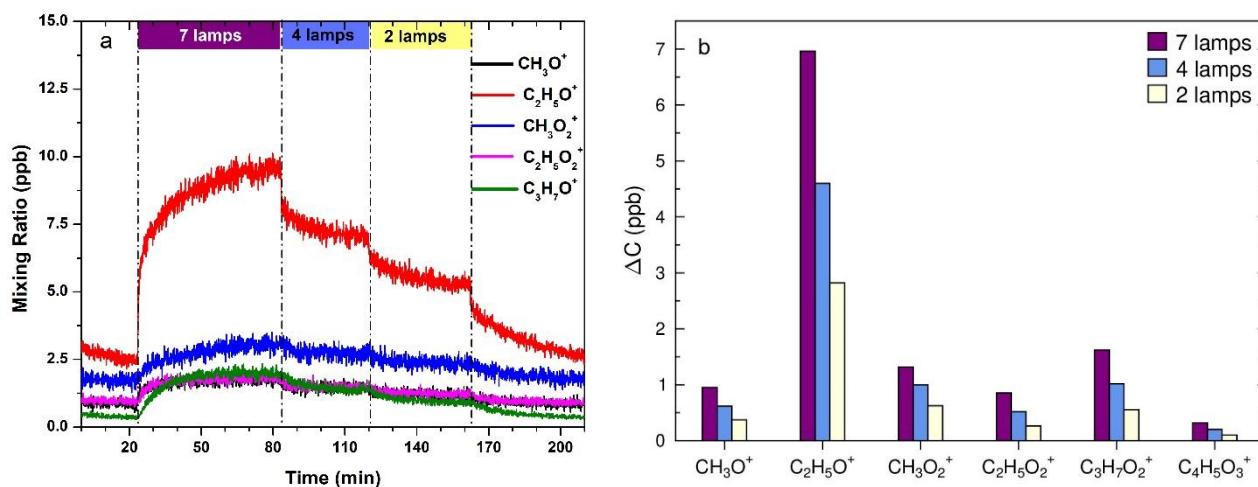 a
7 lamps 4 lamps 2 lamps
CH₃O⁺
C₂H₅O⁺
CH₃O₂⁺
C₂H₅O₂⁺
C₃H₇O⁺
15.0
12.5
10.0
7.5
5.0
2.5
0.0
Mixing Ratio (ppb)
20 50 80 110 140 170 200
Time (min)
b
7 lamps
4 lamps
2 lamps
7
6
5
4
3
2
1
0
ΔC (ppb)
CH₃O⁺ C₂H₅O⁺ CH₃O₂⁺ C₂H₅O₂⁺ C₃H₇O₂⁺ C₄H₅O₃⁺